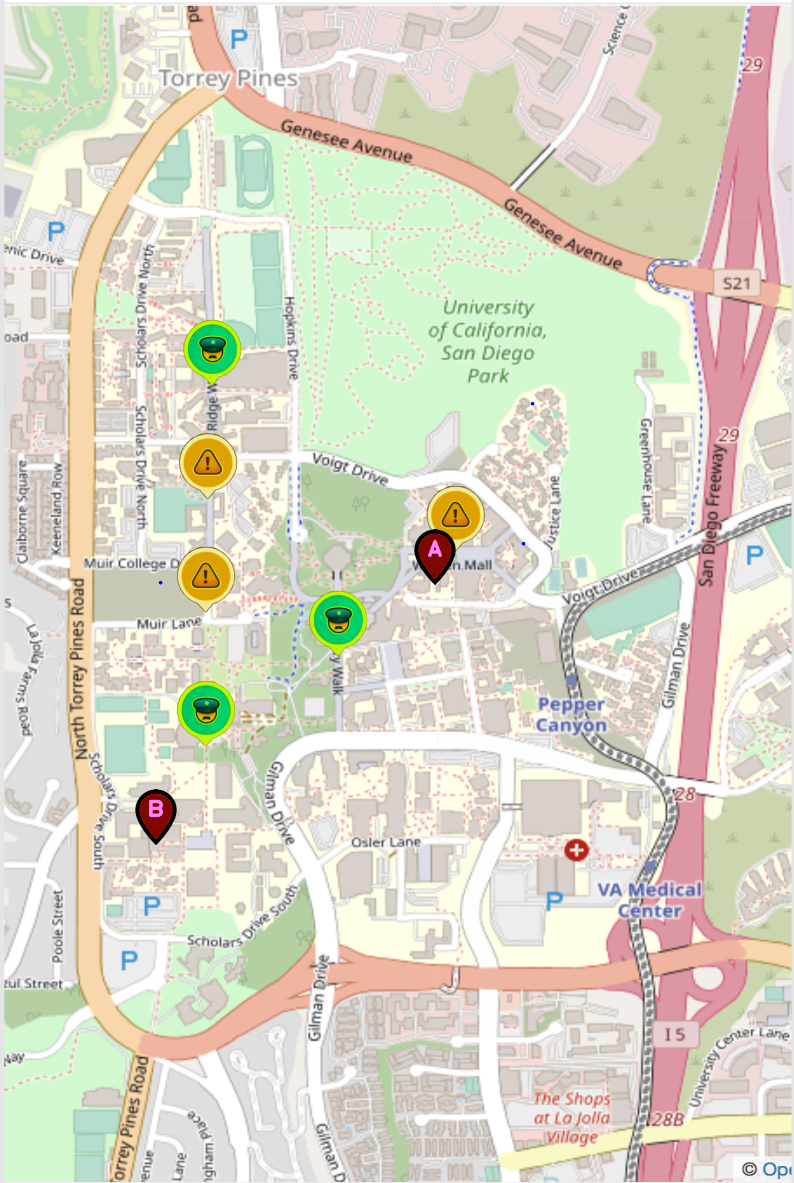 ad
P
Science C
29
Torrey Pines
Genesee Avenue
Genesee Avenue
P
enic Drive
S21
Scholars Drive North
Hopkins Drive
University
of California,
San Diego
Park
oad
Ridge W
29
Scholars Drive North
Voigt Drive
Greenhouse Lane
San Diego Freeway
Claiborne Square
Keeneland Row
Justice Lane
A
P
Muir College D
W
en Mall
Voigt Drive
s
Muir Lane
La Jolla Farms Road
North Torrey Pines Road
y Walk
Gilman Drive
Pepper
Canyon
Scholars Drive South
Gilman Drive
28
B
Osler Lane
P
P
VA Medical
Center
Poole Street
Scholars Drive South
P
zul Street
Gilman Drive
I 5
University Center Lane
Way
Torrey Pines Road
The Shops
at La Jolla
Village
28B
Gilman D
ngham Place
Lane
venue
© Ope